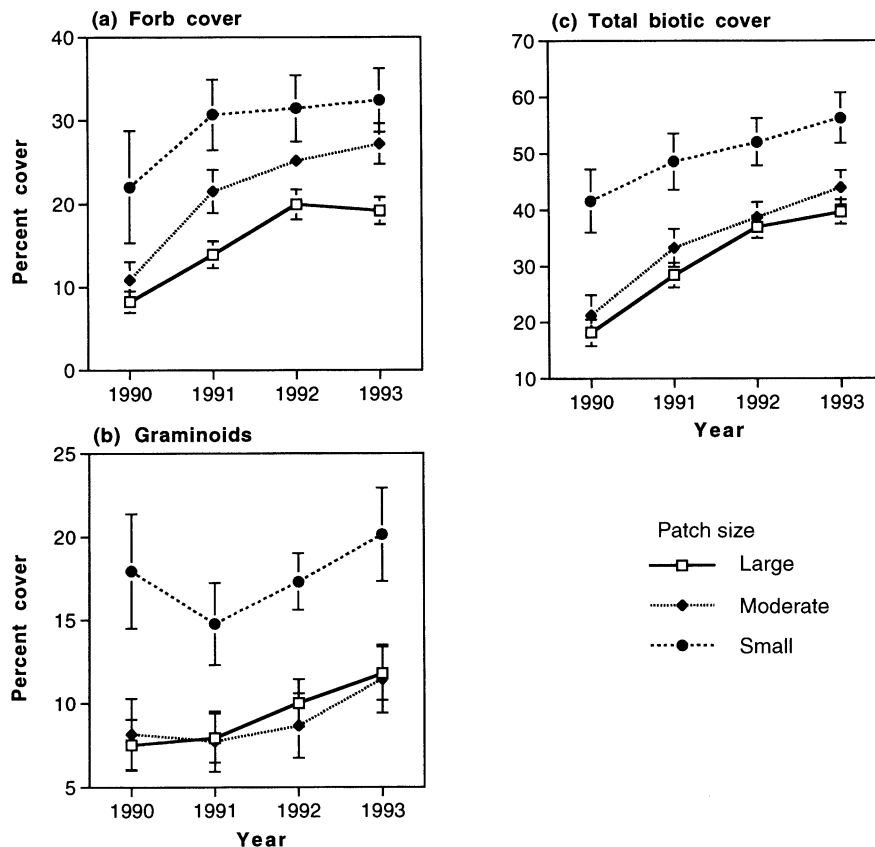 (a) Forb cover
40
30
20
10
0
Percent cover
1990 1991 1992 1993
(b) Graminoids
25
20
15
10
5
Percent cover
1990 1991 1992 1993
Year
(c) Total biotic cover
70
60
50
40
30
20
10
1990 1991 1992 1993
Year
Patch size
Large
Moderate
Small